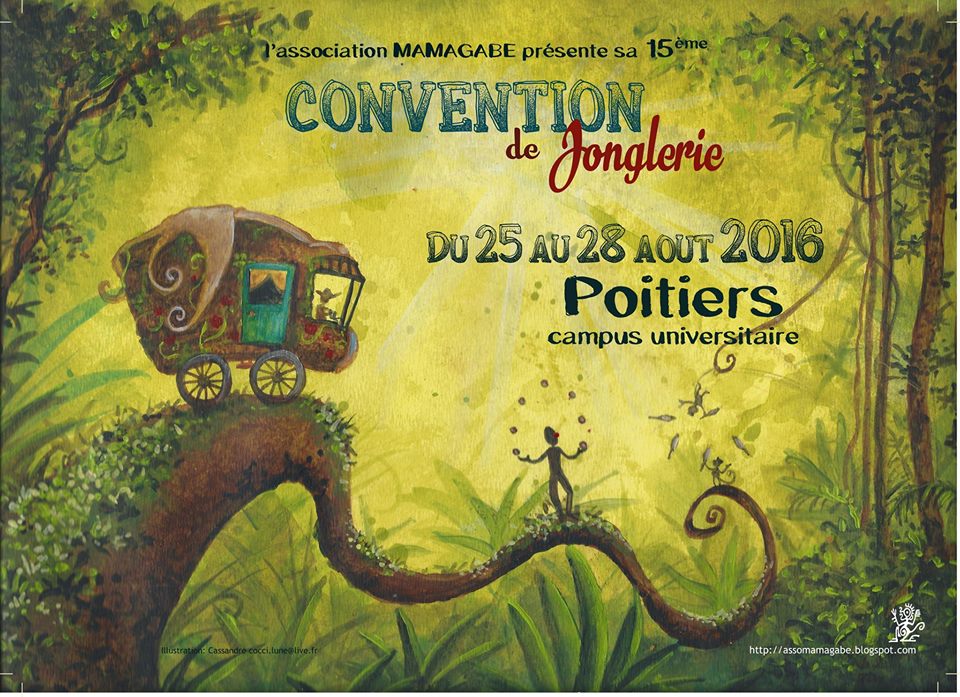 l'association MAMAGABE présente sa 15ème
CONVENTION
de Jonglerie
DU 25 AU 28 AOUT 2016
Poitiers
campus universitaire
Illustration: Cassandre cocci.lune@live.fr
http://assomamagabe.blogspot.com